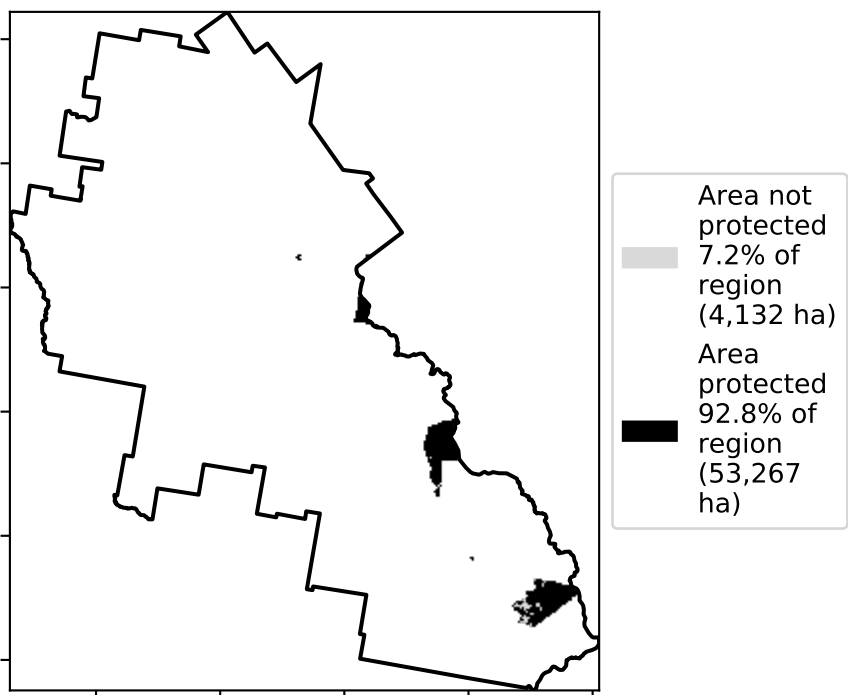 Area not
protected
7.2% of
region
(4,132 ha)
Area
protected
92.8% of
region
(53,267
ha)